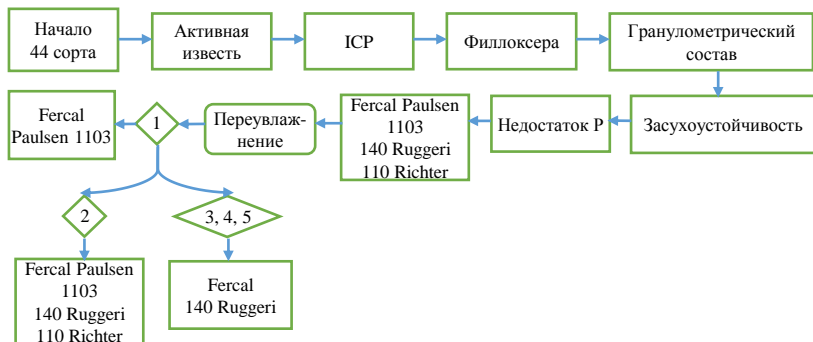 Начало
44 сорта
Активная
известь
ICP
Филлоксера
Гранулометрический
состав
Засухоустойчивость
Недостаток P
Fercal Paulsen
1103
140 Ruggeri
110 Richter
Переувлаж-
нение
1
Fercal
Paulsen 1103
2
3, 4, 5
Fercal Paulsen
1103
140 Ruggeri
110 Richter
Fercal
140 Ruggeri